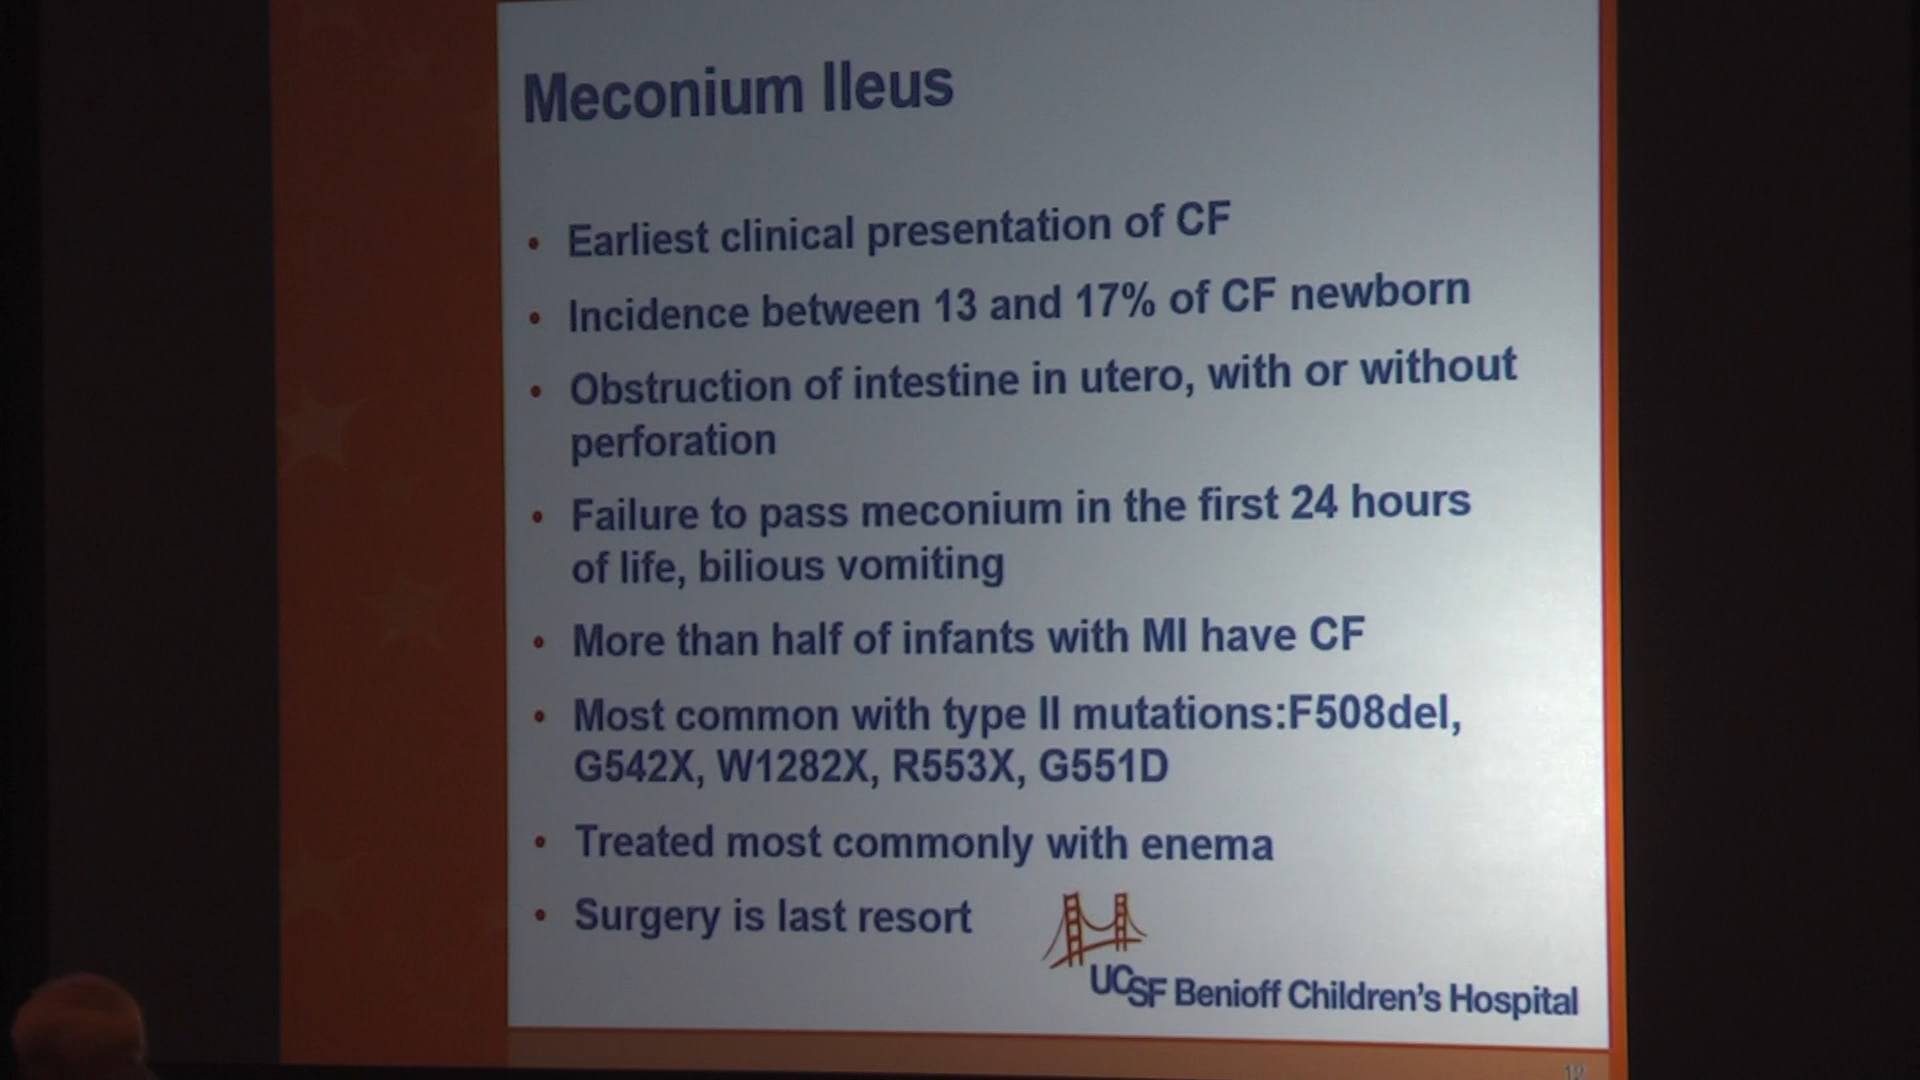 Meconium Ileus
• Earliest clinical presentation of CF
• Incidence between 13 and 17% of CF newborn
• Obstruction of intestine in utero, with or without
perforation
• Failure to pass meconium in the first 24 hours
of life, bilious vomiting
• More than half of infants with MI have CF
• Most common with type II mutations:F508del,
G542X, W1282X, R553X, G551D
• Treated most commonly with enema
• Surgery is last resort
UCSF Benioff Children's Hospital
12